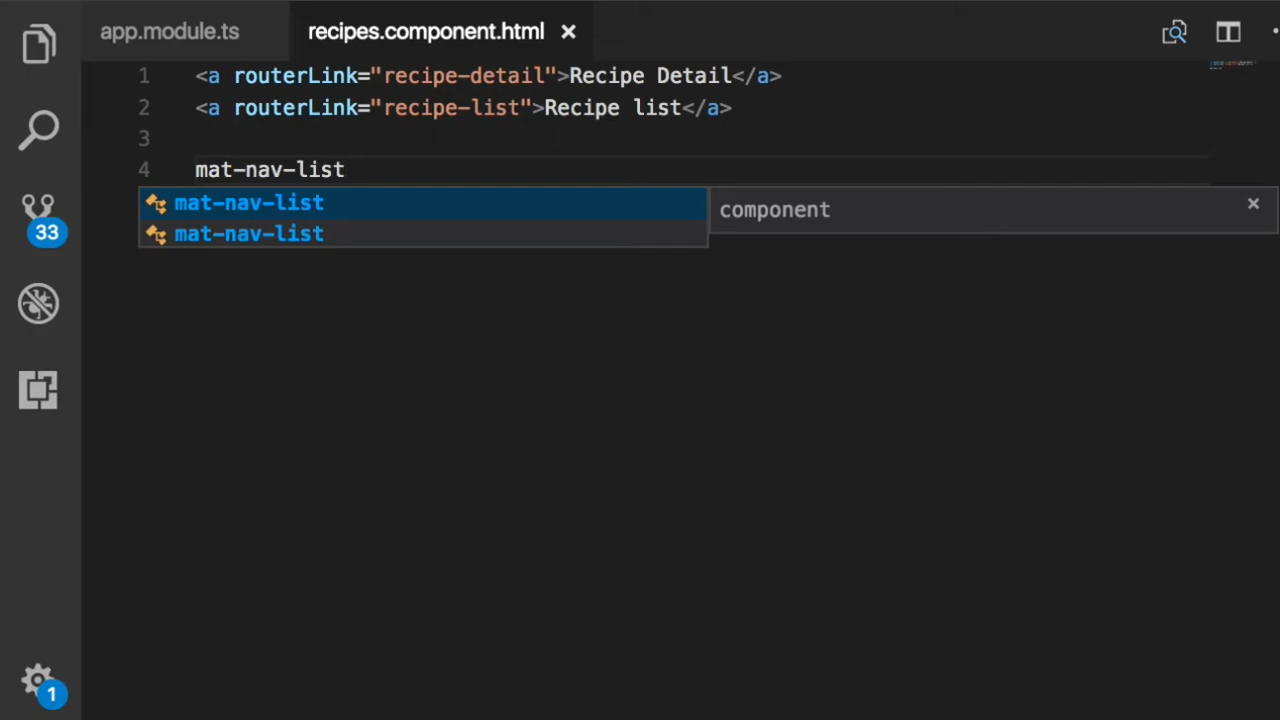 app.module.ts recipes.component.html ×
1 <a routerLink="recipe-detail">Recipe Detail</a>
2 <a routerLink="recipe-list">Recipe list</a>
3
4 mat-nav-list
mat-nav-list component ×
mat-nav-list
33
1